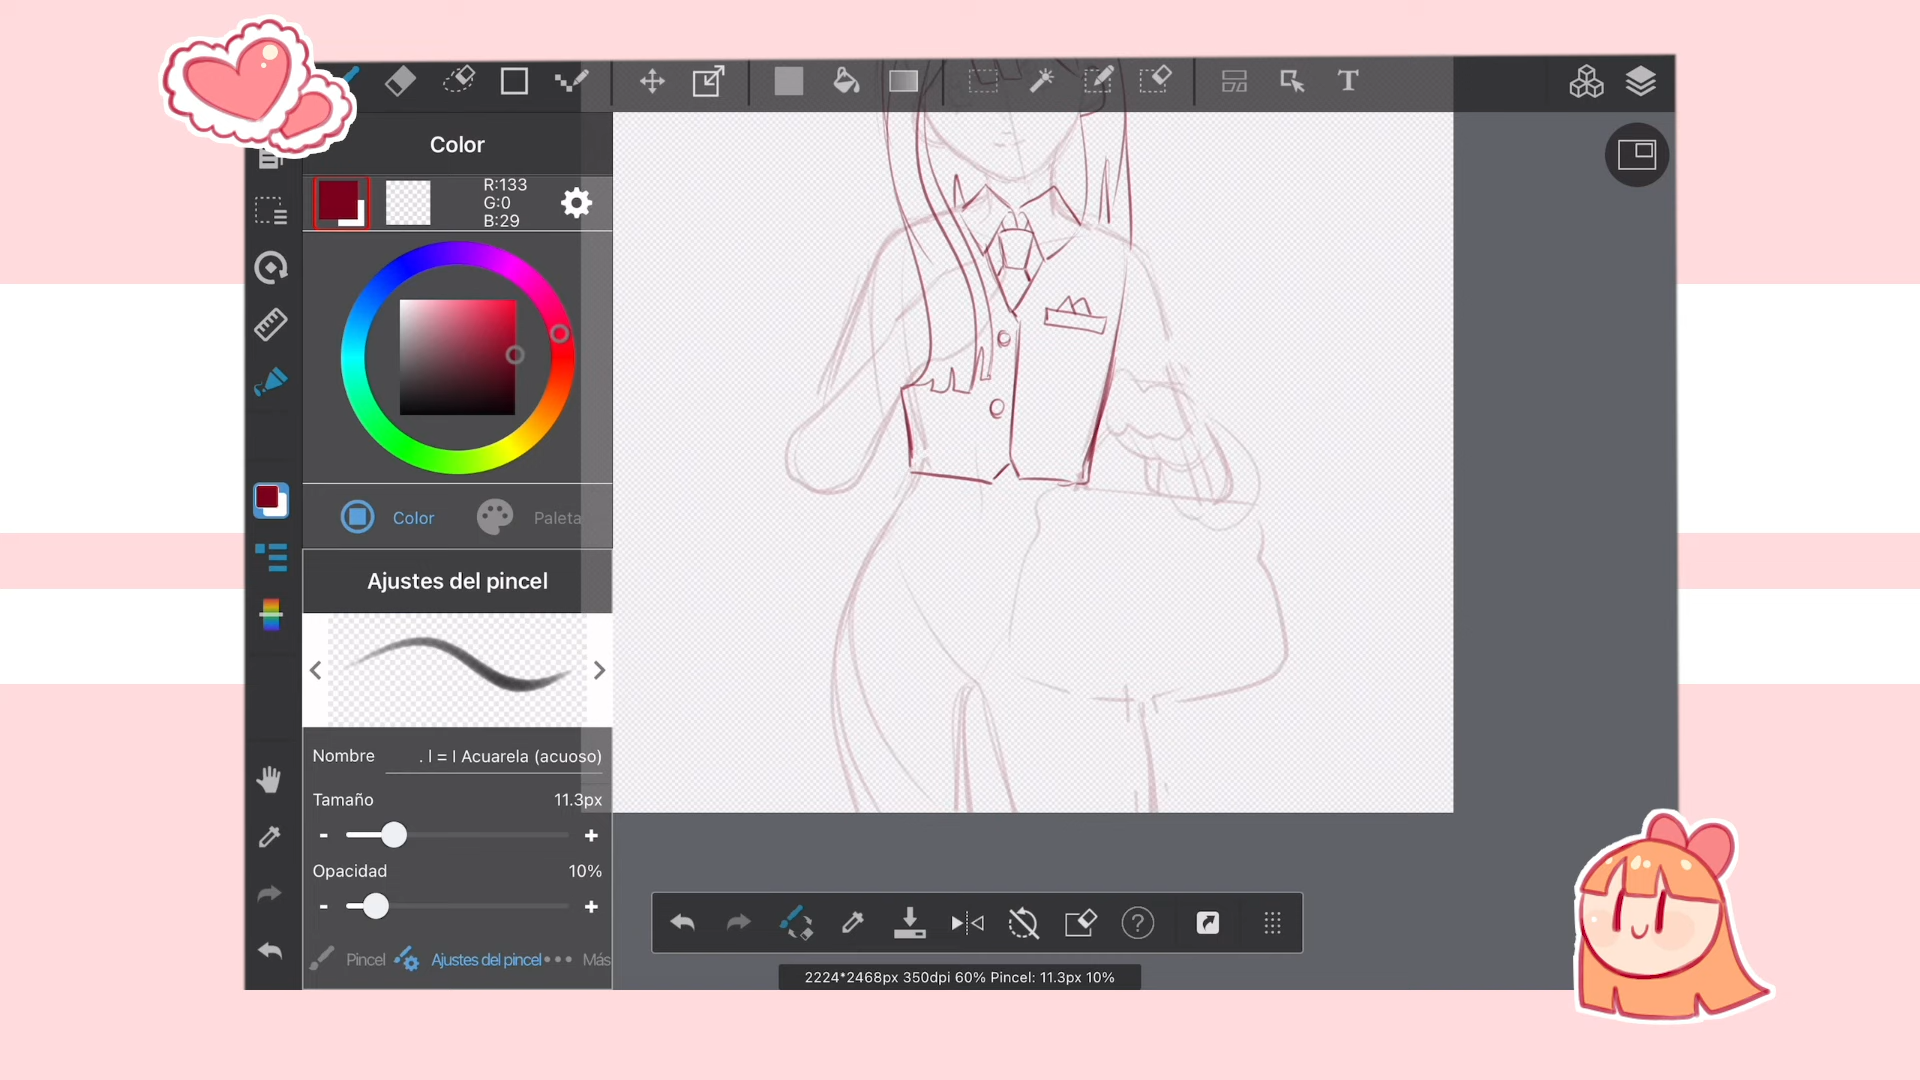 Color
R:133
G:0
B:29
Color
Paleta
Ajustes del pincel
Nombre
. l = l Acuarela (acuoso)
Tamaño
11.3px
-
+
Opacidad
10%
-
+
Pincel
Ajustes del pincel
Más
2224*2468px 350dpi 60% Pincel: 11.3px 10%